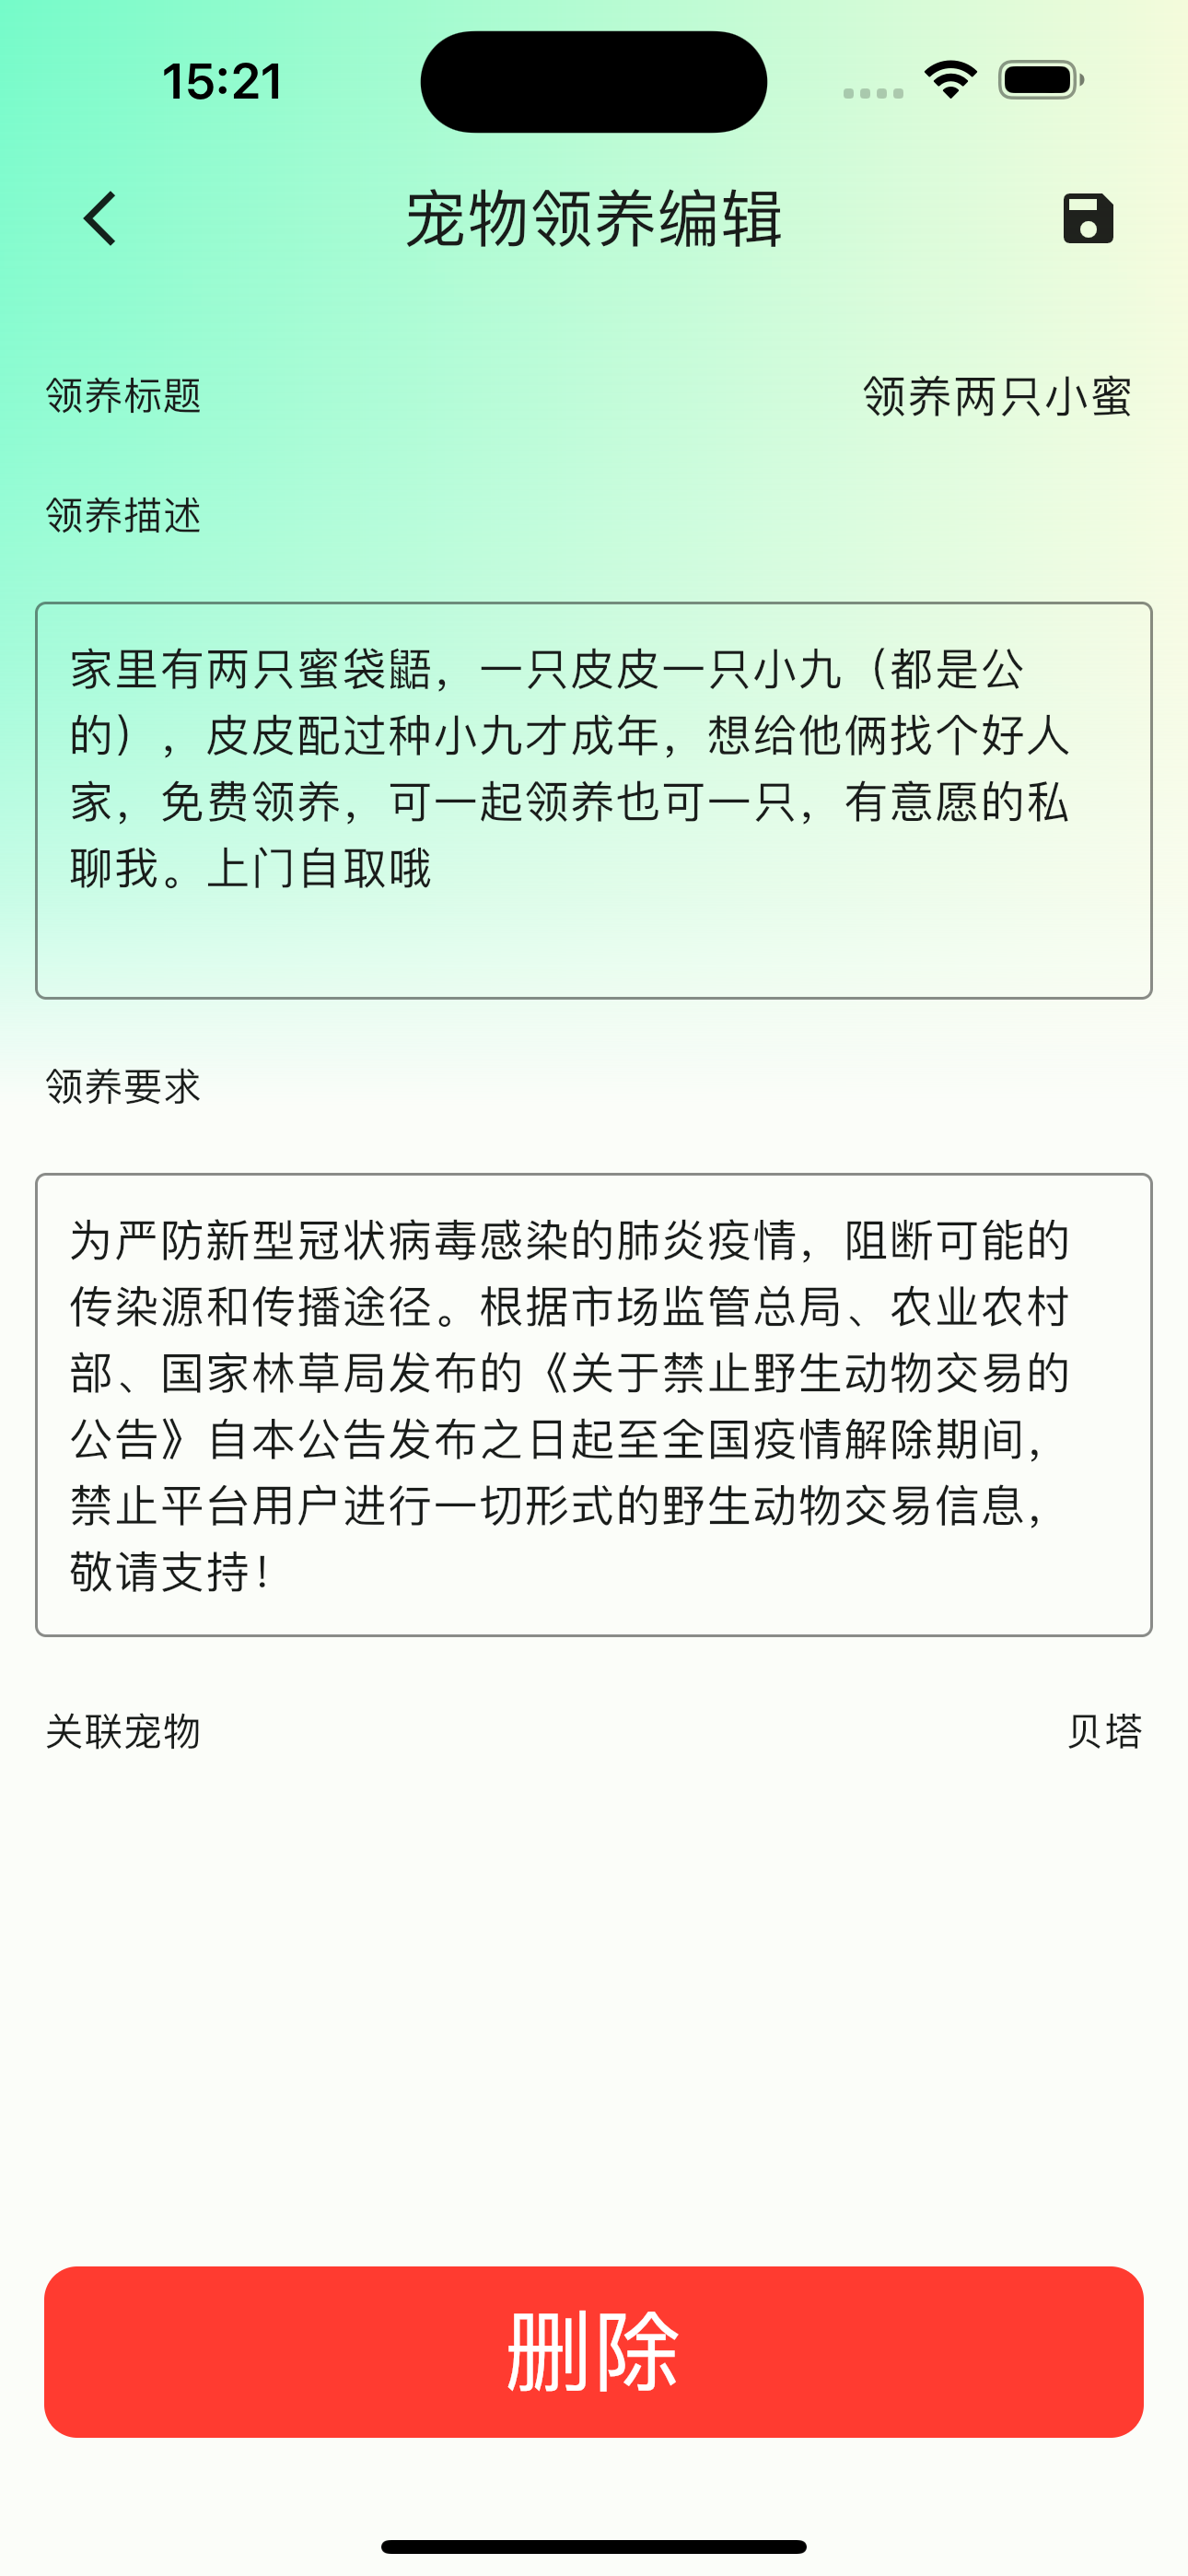 15:21
宠物领养编辑
领养标题
领养两只小蜜
领养描述
家里有两只蜜袋鼯，一只皮皮一只小九（都是公
的），皮皮配过种小九才成年，想给他俩找个好人
家，免费领养，可一起领养也可一只，有意愿的私
聊我。上门自取哦
领养要求
为严防新型冠状病毒感染的肺炎疫情，阻断可能的
传染源和传播途径。根据市场监管总局、农业农村
部、国家林草局发布的《关于禁止野生动物交易的
公告》自本公告发布之日起至全国疫情解除期间，
禁止平台用户进行一切形式的野生动物交易信息，
敬请支持！
关联宠物
贝塔
删除